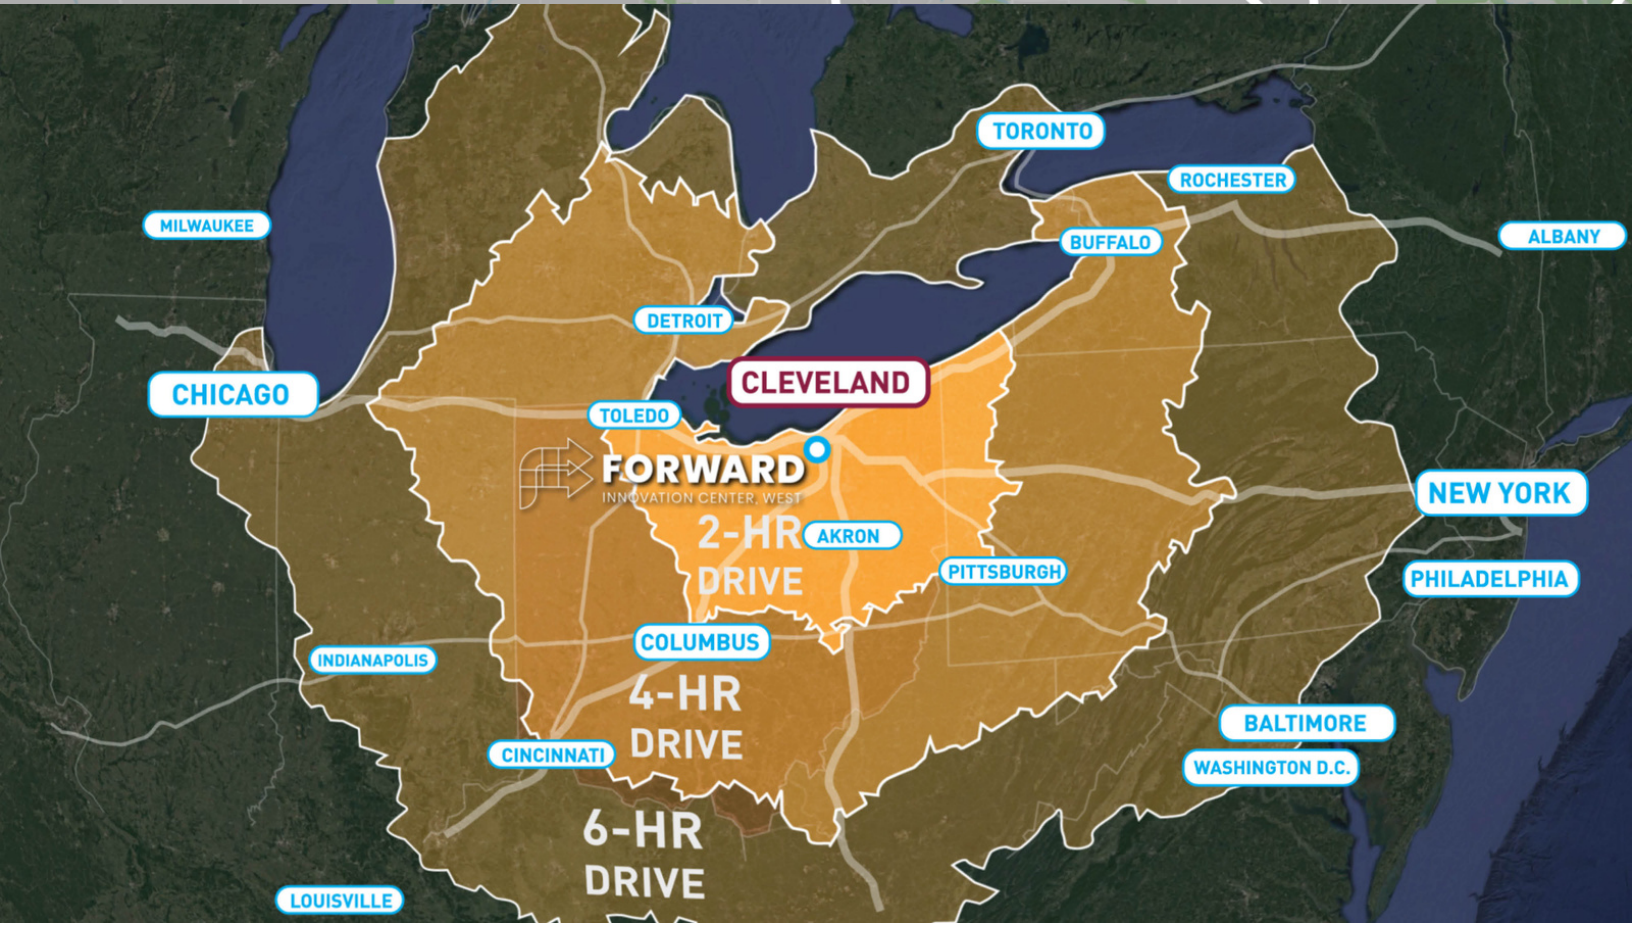 TORONTO
ROCHESTER
MILWAUKEE
ALBANY
BUFFALO
DETROIT
CLEVELAND
CHICAGO
TOLEDO
FORWARD
INNOVATION CENTER, WEST
NEW YORK
2-HR
DRIVE
AKRON
PITTSBURGH
PHILADELPHIA
COLUMBUS
INDIANAPOLIS
4-HR
DRIVE
BALTIMORE
CINCINNATI
WASHINGTON D.C.
6-HR
DRIVE
LOUISVILLE